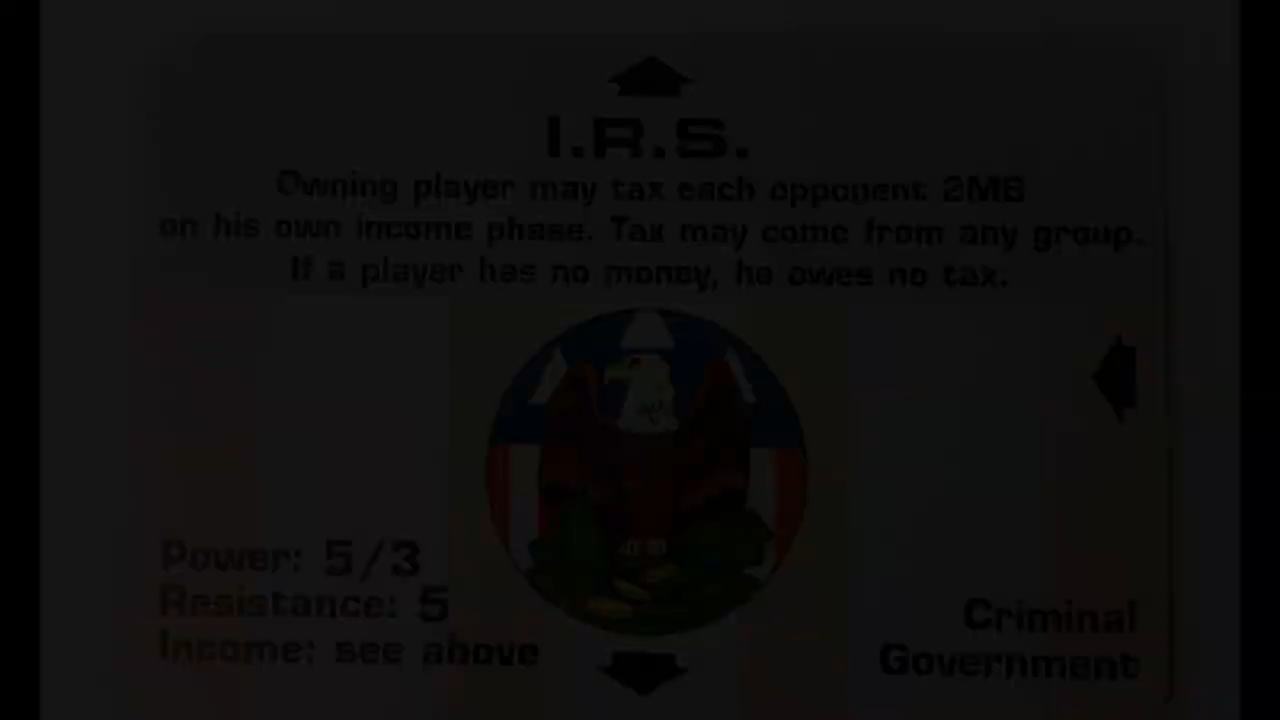 I.R.S.
Owning player may tax each opponent 2MB
on his own income phase. Tax may come from any group.
If a player has no money, he owes no tax.
Power: 5/3
Resistance: 5
Income: see above
Criminal
Government